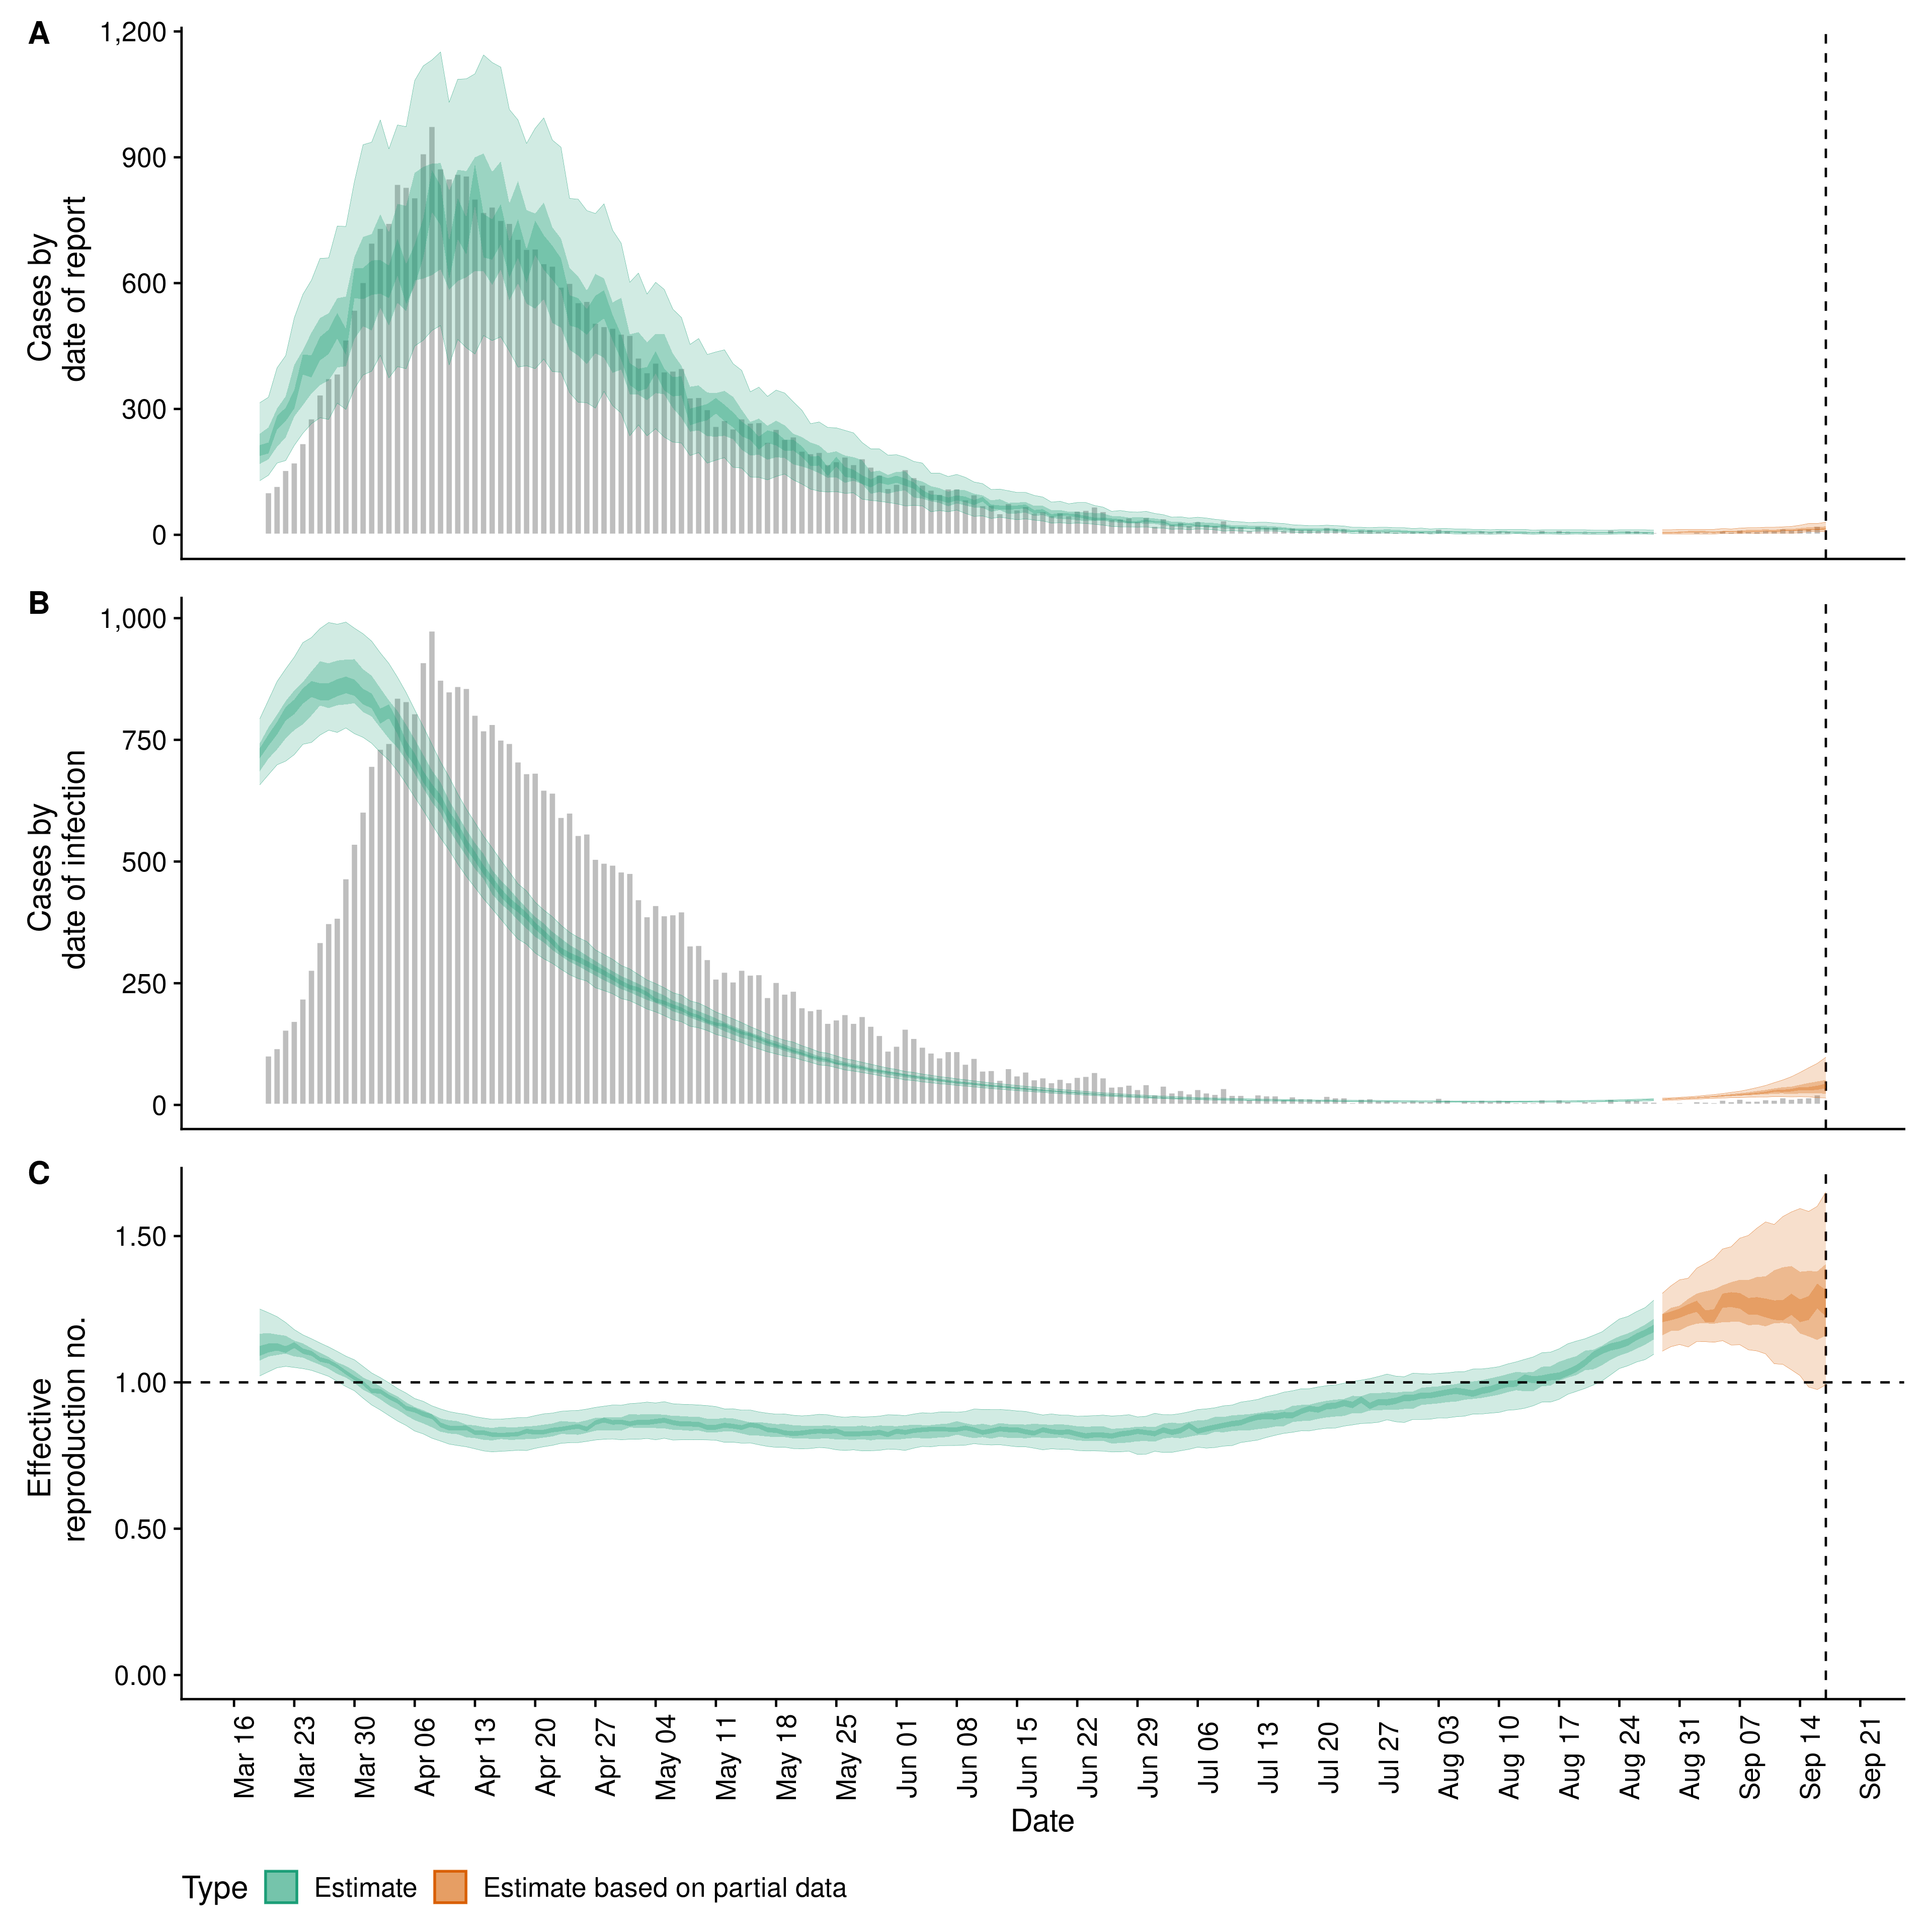 A
1,200
900
600
300
0
Cases by
date of report
B
1,000
750
500
250
0
Cases by
date of infection
C
1.50
1.00
0.50
0.00
Effective
reproduction no.
Mar 16
Mar 23
Mar 30
Apr 06
Apr 13
Apr 20
Apr 27
May 04
May 11
May 18
May 25
Jun 01
Jun 08
Jun 15
Jun 22
Jun 29
Jul 06
Jul 13
Jul 20
Jul 27
Aug 03
Aug 10
Aug 17
Aug 24
Aug 31
Sep 07
Sep 14
Sep 21
Date
Type Estimate Estimate based on partial data